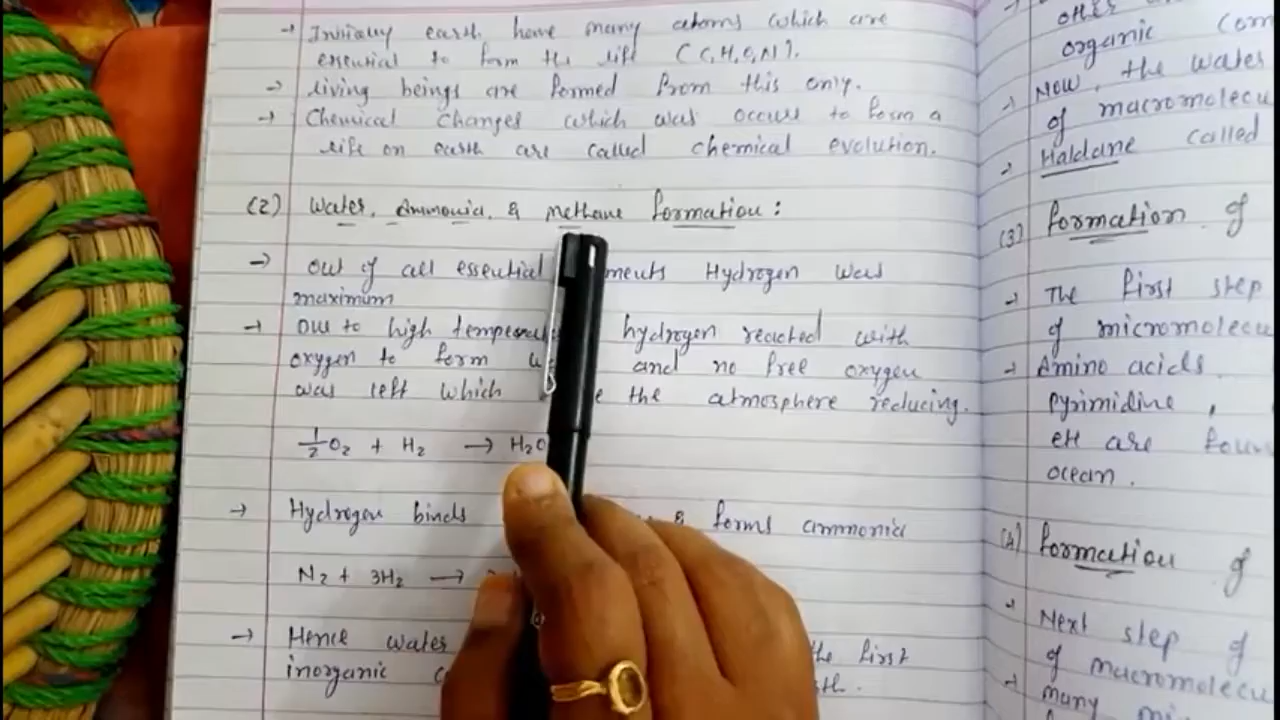 → Initially earth have many atoms which are
essential to form the life (C,H,O,N).
→ living beings are formed from this only.
→ Chemical changes which was occurs to form a
life on earth are called chemical evolution.
(2) Water, Ammonia, & Methane formation :
→ Out of all essential ments Hydrogen was
maximum
→ Due to high hydrogen reacted with
oxygen to form and no free oxygen
was left which e the atmosphere reducing.
1/2 O2 + H2 → H2O
→ Hydrogen binds & forms ammonia
N2 + 3H2 →
→ Hence water the first
inorganic
organic com
→ Now, the water
of macromolecu
→ Haldane called
(3) formation of
→ The first step
of micromolecu
→ Amino acids.
pyrimidine,
etc are foun
ocean.
(4) formation of
→ Next step of
of macromolecu
→ many mi